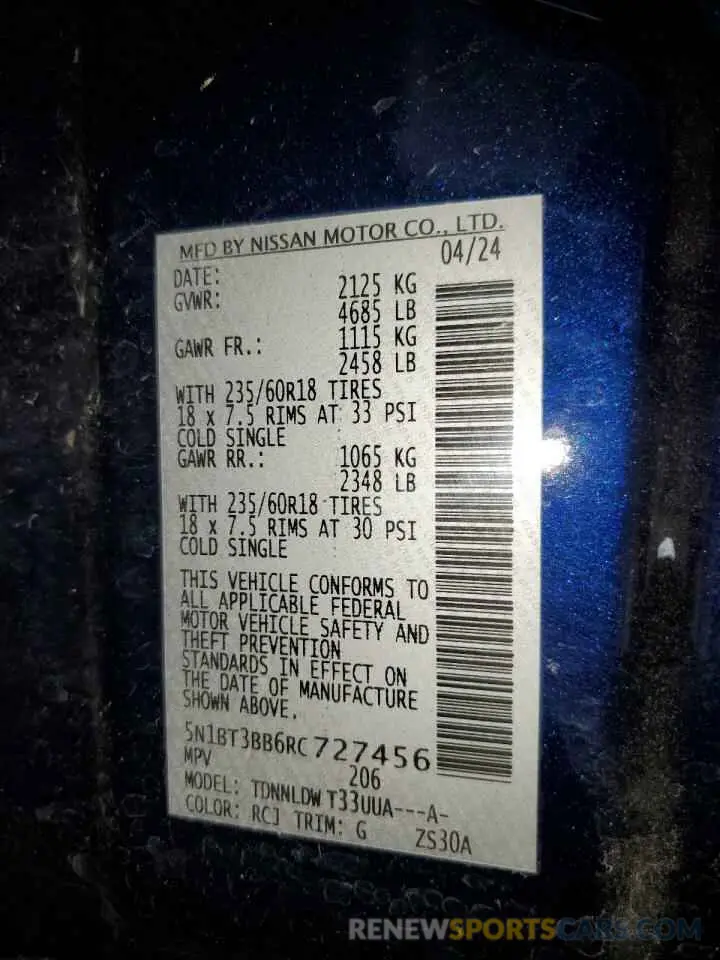 MFD BY NISSAN MOTOR CO., LTD.
DATE: 04/24
GVWR: 2125 KG
4685 LB
GAWR FR.: 1115 KG
2458 LB
WITH 235/60R18 TIRES
18 x 7.5 RIMS AT 33 PSI
COLD SINGLE
GAWR RR.: 1065 KG
2348 LB
WITH 235/60R18 TIRES
18 x 7.5 RIMS AT 30 PSI
COLD SINGLE
THIS VEHICLE CONFORMS TO
ALL APPLICABLE FEDERAL
MOTOR VEHICLE SAFETY AND
THEFT PREVENTION
STANDARDS IN EFFECT ON
THE DATE OF MANUFACTURE
SHOWN ABOVE.
5N1BT3BB6RC727456
MPV 206
MODEL: TDNNLDW T33UUA---A-
COLOR: RCJ TRIM: G ZS30A
RENEWSPORTSCARS.COM